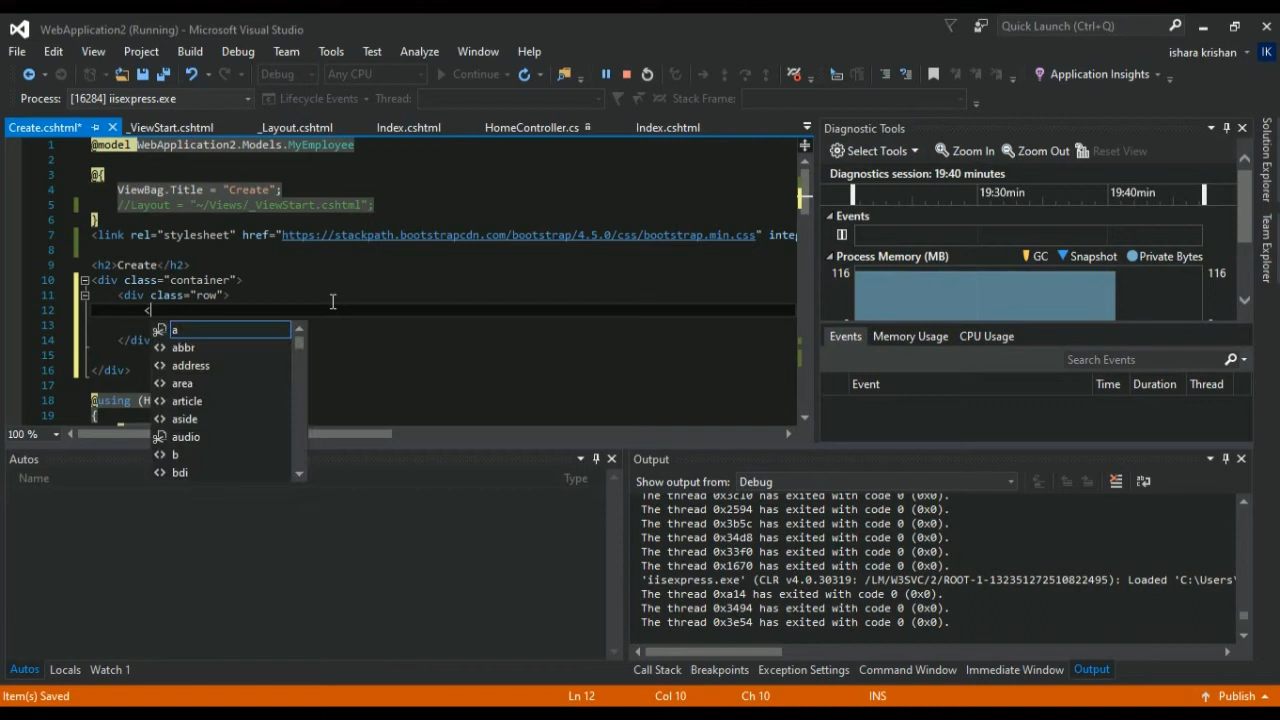 WebApplication2 (Running) - Microsoft Visual Studio
Quick Launch (Ctrl+Q)
File Edit View Project Build Debug Team Tools Test Analyze Window Help
ishara krishan IK
Debug Any CPU Continue Application Insights
Process: [16284] iisexpress.exe Lifecycle Events Thread: Stack Frame:
Create.cshtml* _ViewStart.cshtml _Layout.cshtml Index.cshtml HomeController.cs Index.cshtml
1 @model WebApplication2.Models.MyEmployee
2
3 @{
4 ViewBag.Title = "Create";
5 //Layout = "~/Views/_ViewStart.cshtml";
6 }
7 <link rel="stylesheet" href="https://stackpath.bootstrapcdn.com/bootstrap/4.5.0/css/bootstrap.min.css" inte
8
9 <h2>Create</h2>
10 <div class="container">
11 <div class="row">
12 <
13
14 </div
15
16 </div>
17
18 @using (H
19 {
a
abbr
address
area
article
aside
audio
b
bdi
100 %
Diagnostic Tools
Select Tools Zoom In Zoom Out Reset View
Diagnostics session: 19:40 minutes
19:30min 19:40min
Events
Process Memory (MB) GC Snapshot Private Bytes
116 116
Events Memory Usage CPU Usage
Search Events
Event Time Duration Thread
Solution Explorer
Team Explorer
Autos
Name Type
Autos Locals Watch 1
Output
Show output from: Debug
The thread 0x3c10 has exited with code 0 (0x0).
The thread 0x2594 has exited with code 0 (0x0).
The thread 0x3b5c has exited with code 0 (0x0).
The thread 0x34d8 has exited with code 0 (0x0).
The thread 0x33f0 has exited with code 0 (0x0).
The thread 0x1670 has exited with code 0 (0x0).
'iisexpress.exe' (CLR v4.0.30319: /LM/W3SVC/2/ROOT-1-132351272510822495): Loaded 'C:\Users\
The thread 0xa14 has exited with code 0 (0x0).
The thread 0x3494 has exited with code 0 (0x0).
The thread 0x3e54 has exited with code 0 (0x0).
Call Stack Breakpoints Exception Settings Command Window Immediate Window Output
Item(s) Saved Ln 12 Col 10 Ch 10 INS Publish